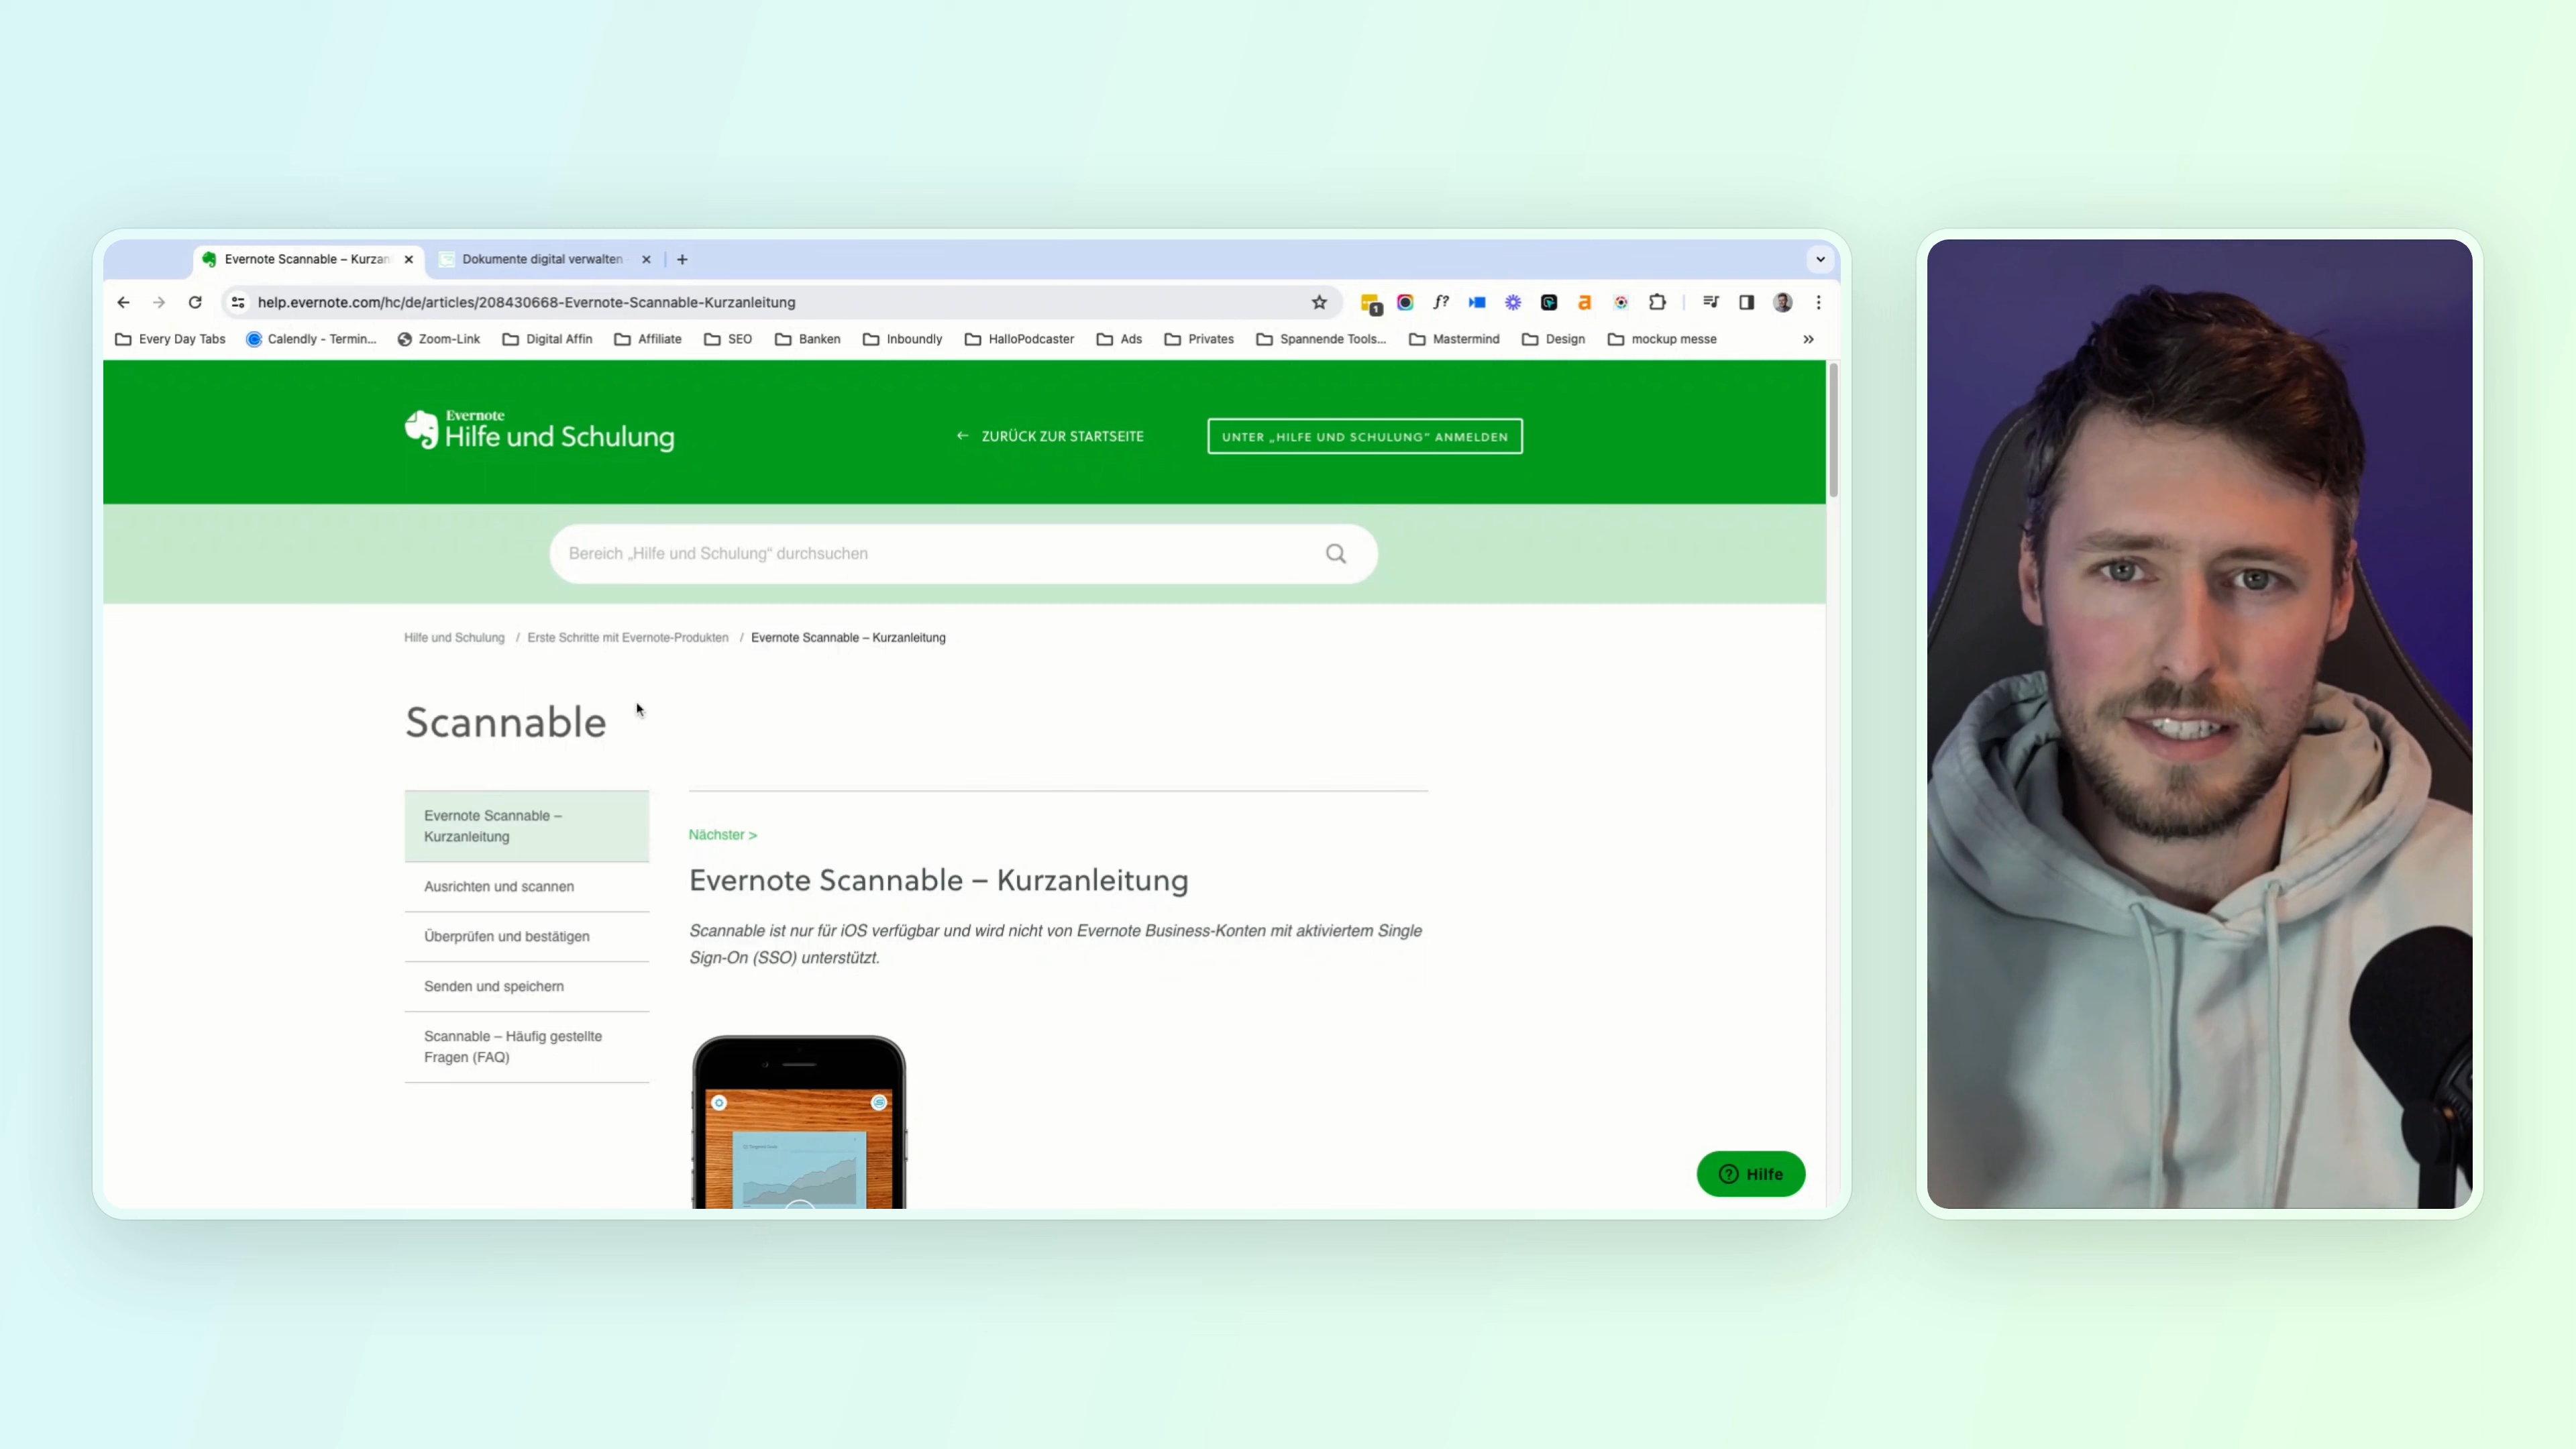 Evernote Scannable – Kurzan
Dokumente digital verwalten
help.evernote.com/hc/de/articles/208430668-Evernote-Scannable-Kurzanleitung
1
f?
a
Every Day Tabs
Calendly - Termin...
Zoom-Link
Digital Affin
Affiliate
SEO
Banken
Inboundly
HalloPodcaster
Ads
Privates
Spannende Tools...
Mastermind
Design
mockup messe
Evernote
Hilfe und Schulung
← ZURÜCK ZUR STARTSEITE
UNTER „HILFE UND SCHULUNG“ ANMELDEN
Bereich „Hilfe und Schulung“ durchsuchen
Hilfe und Schulung / Erste Schritte mit Evernote-Produkten / Evernote Scannable – Kurzanleitung
Scannable
Evernote Scannable –
Kurzanleitung
Ausrichten und scannen
Überprüfen und bestätigen
Senden und speichern
Scannable – Häufig gestellte
Fragen (FAQ)
Nächster >
Evernote Scannable – Kurzanleitung
Scannable ist nur für iOS verfügbar und wird nicht von Evernote Business-Konten mit aktiviertem Single
Sign-On (SSO) unterstützt.
Hilfe